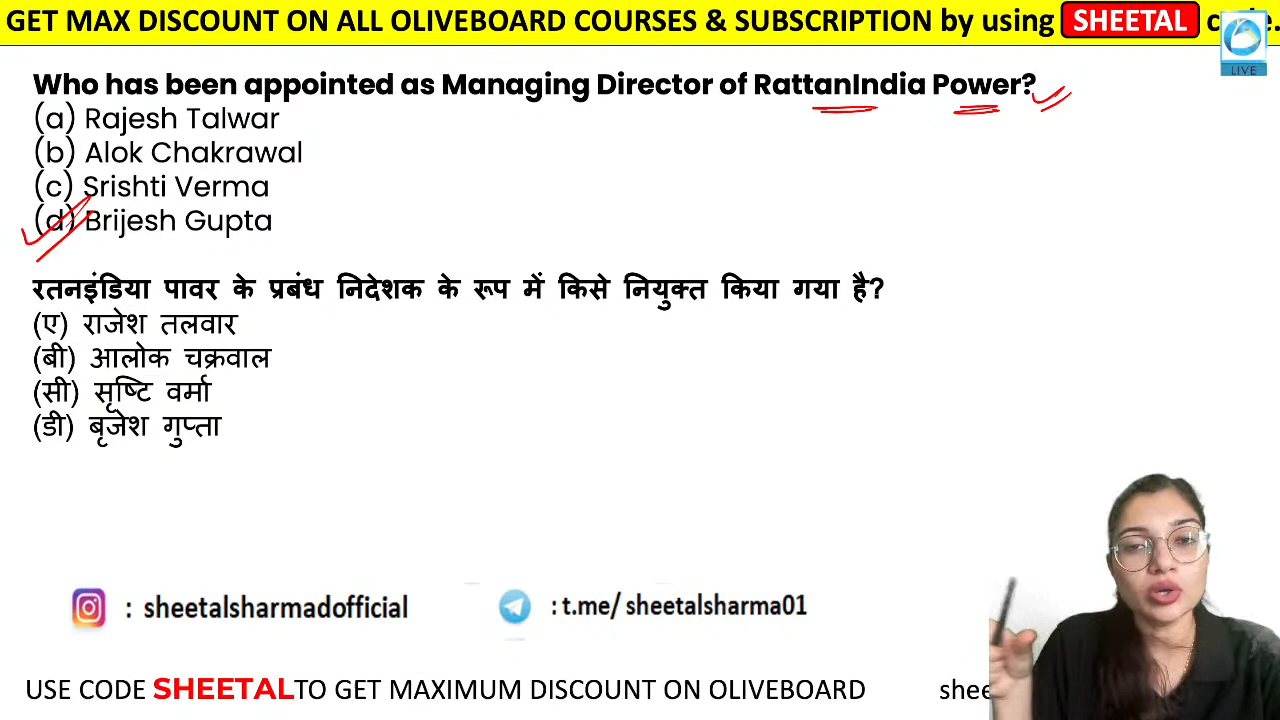 GET MAX DISCOUNT ON ALL OLIVEBOARD COURSES & SUBSCRIPTION by using SHEETAL code.
LIVE
Who has been appointed as Managing Director of RattanIndia Power?
(a) Rajesh Talwar
(b) Alok Chakrawal
(c) Srishti Verma
(d) Brijesh Gupta
रतनइंडिया पावर के प्रबंध निदेशक के रूप में किसे नियुक्त किया गया है?
(ए) राजेश तलवार
(बी) आलोक चक्रवाल
(सी) सृष्टि वर्मा
(डी) बृजेश गुप्ता
: sheetalsharmadofficial
: t.me/ sheetalsharma01
USE CODE SHEETALTO GET MAXIMUM DISCOUNT ON OLIVEBOARD